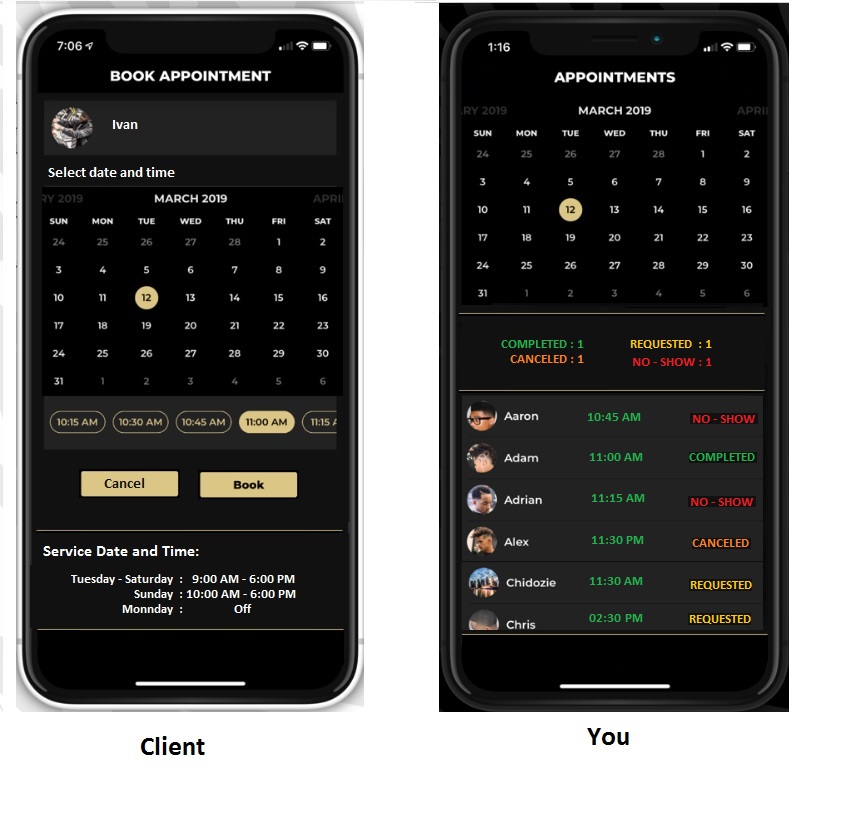 7:06
BOOK APPOINTMENT
Ivan
Select date and time
RY 2019 MARCH 2019 APRI
SUN MON TUE WED THU FRI SAT
24 25 26 27 28 1 2
3 4 5 6 7 8 9
10 11 12 13 14 15 16
17 18 19 20 21 22 23
24 25 26 27 28 29 30
31 1 2 3 4 5 6
10:15 AM 10:30 AM 10:45 AM 11:00 AM 11:15 A
Cancel Book
Service Date and Time:
Tuesday - Saturday : 9:00 AM - 6:00 PM
Sunday : 10:00 AM - 6:00 PM
Monnday : Off
Client
1:16
APPOINTMENTS
RY 2019 MARCH 2019 APRI
SUN MON TUE WED THU FRI SAT
24 25 26 27 28 1 2
3 4 5 6 7 8 9
10 11 12 13 14 15 16
17 18 19 20 21 22 23
24 25 26 27 28 29 30
31 1 2 3 4 5 6
COMPLETED : 1 REQUESTED : 1
CANCELED : 1 NO - SHOW : 1
Aaron 10:45 AM NO - SHOW
Adam 11:00 AM COMPLETED
Adrian 11:15 AM NO - SHOW
Alex 11:30 PM CANCELED
Chidozie 11:30 AM REQUESTED
Chris 02:30 PM REQUESTED
You